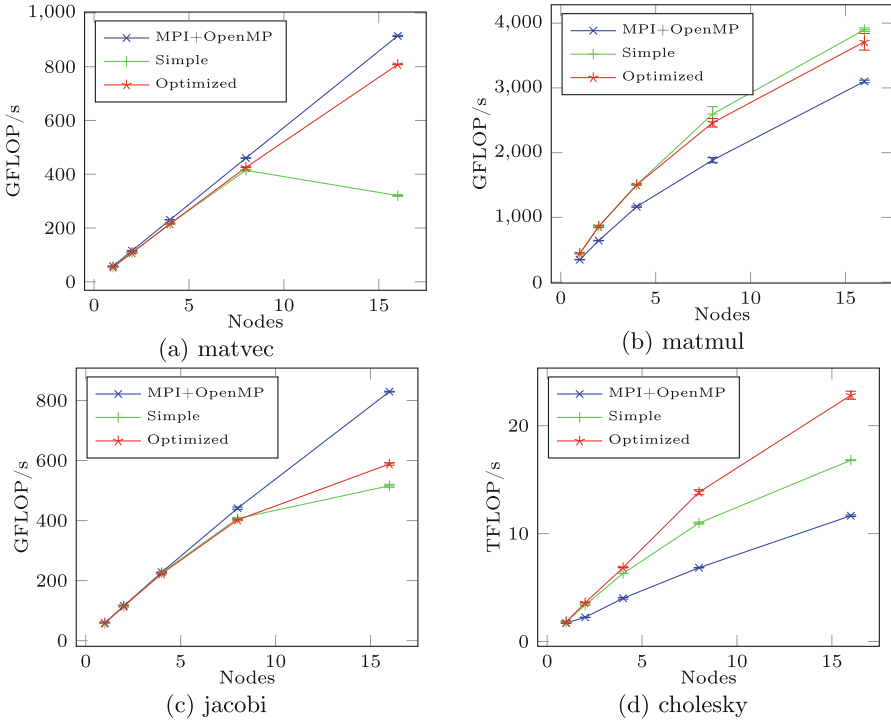 1,000
800
600
400
200
0
GFLOP/s
MPI+OpenMP
Simple
Optimized
0 5 10 15
Nodes
(a) matvec
4,000
3,000
2,000
1,000
0
GFLOP/s
MPI+OpenMP
Simple
Optimized
0 5 10 15
Nodes
(b) matmul
800
600
400
200
0
GFLOP/s
MPI+OpenMP
Simple
Optimized
0 5 10 15
Nodes
(c) jacobi
20
10
0
TFLOP/s
MPI+OpenMP
Simple
Optimized
0 5 10 15
Nodes
(d) cholesky